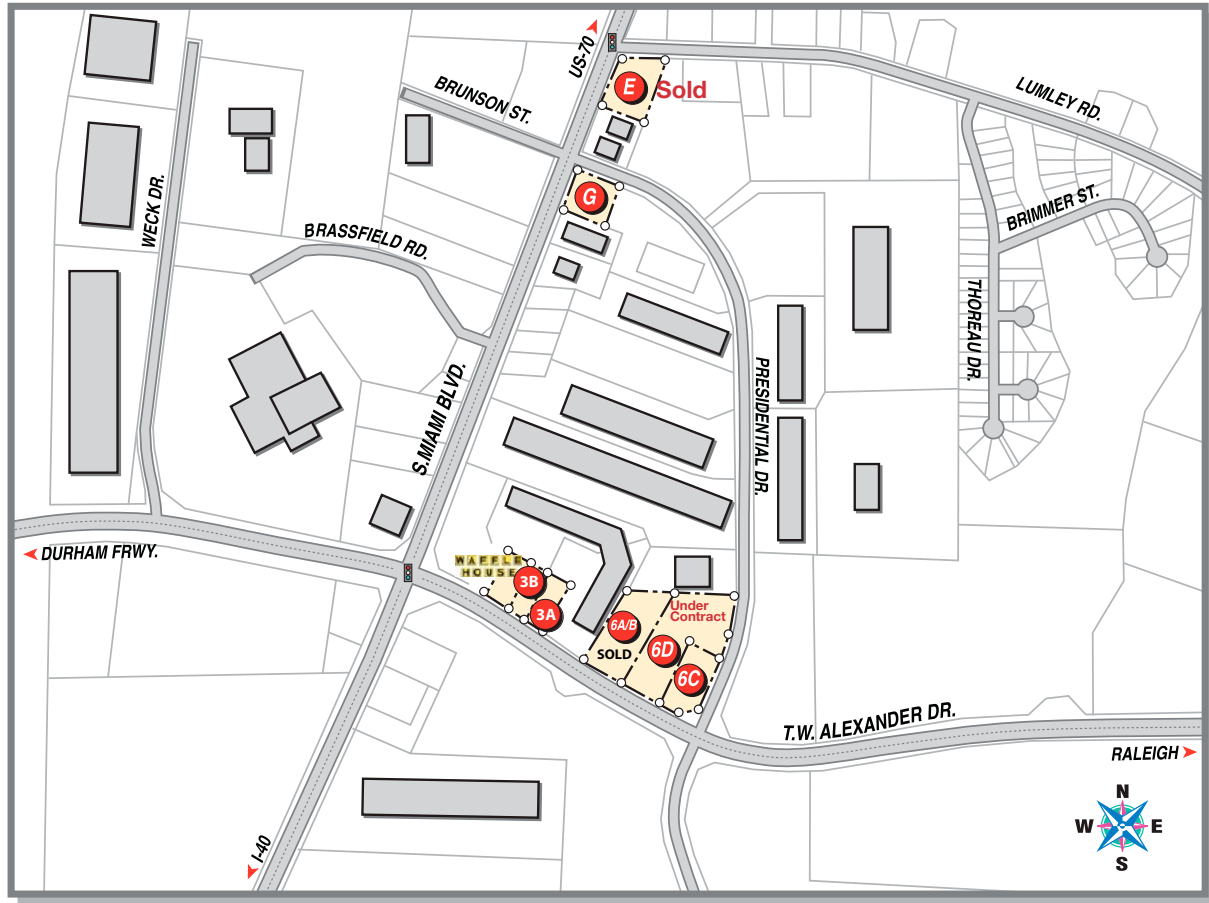 US-70
E
Sold
LUMLEY RD.
BRUNSON ST.
WECK DR.
G
BRIMMER ST.
BRASSFIELD RD.
THOREAU DR.
S.MIAMI BLVD.
PRESIDENTIAL DR.
DURHAM FRWY.
WAFFLE
HOUSE
3B
3A
Under
Contract
6A/B
SOLD
6D
6C
T.W. ALEXANDER DR.
RALEIGH
I-40
N
W
E
S